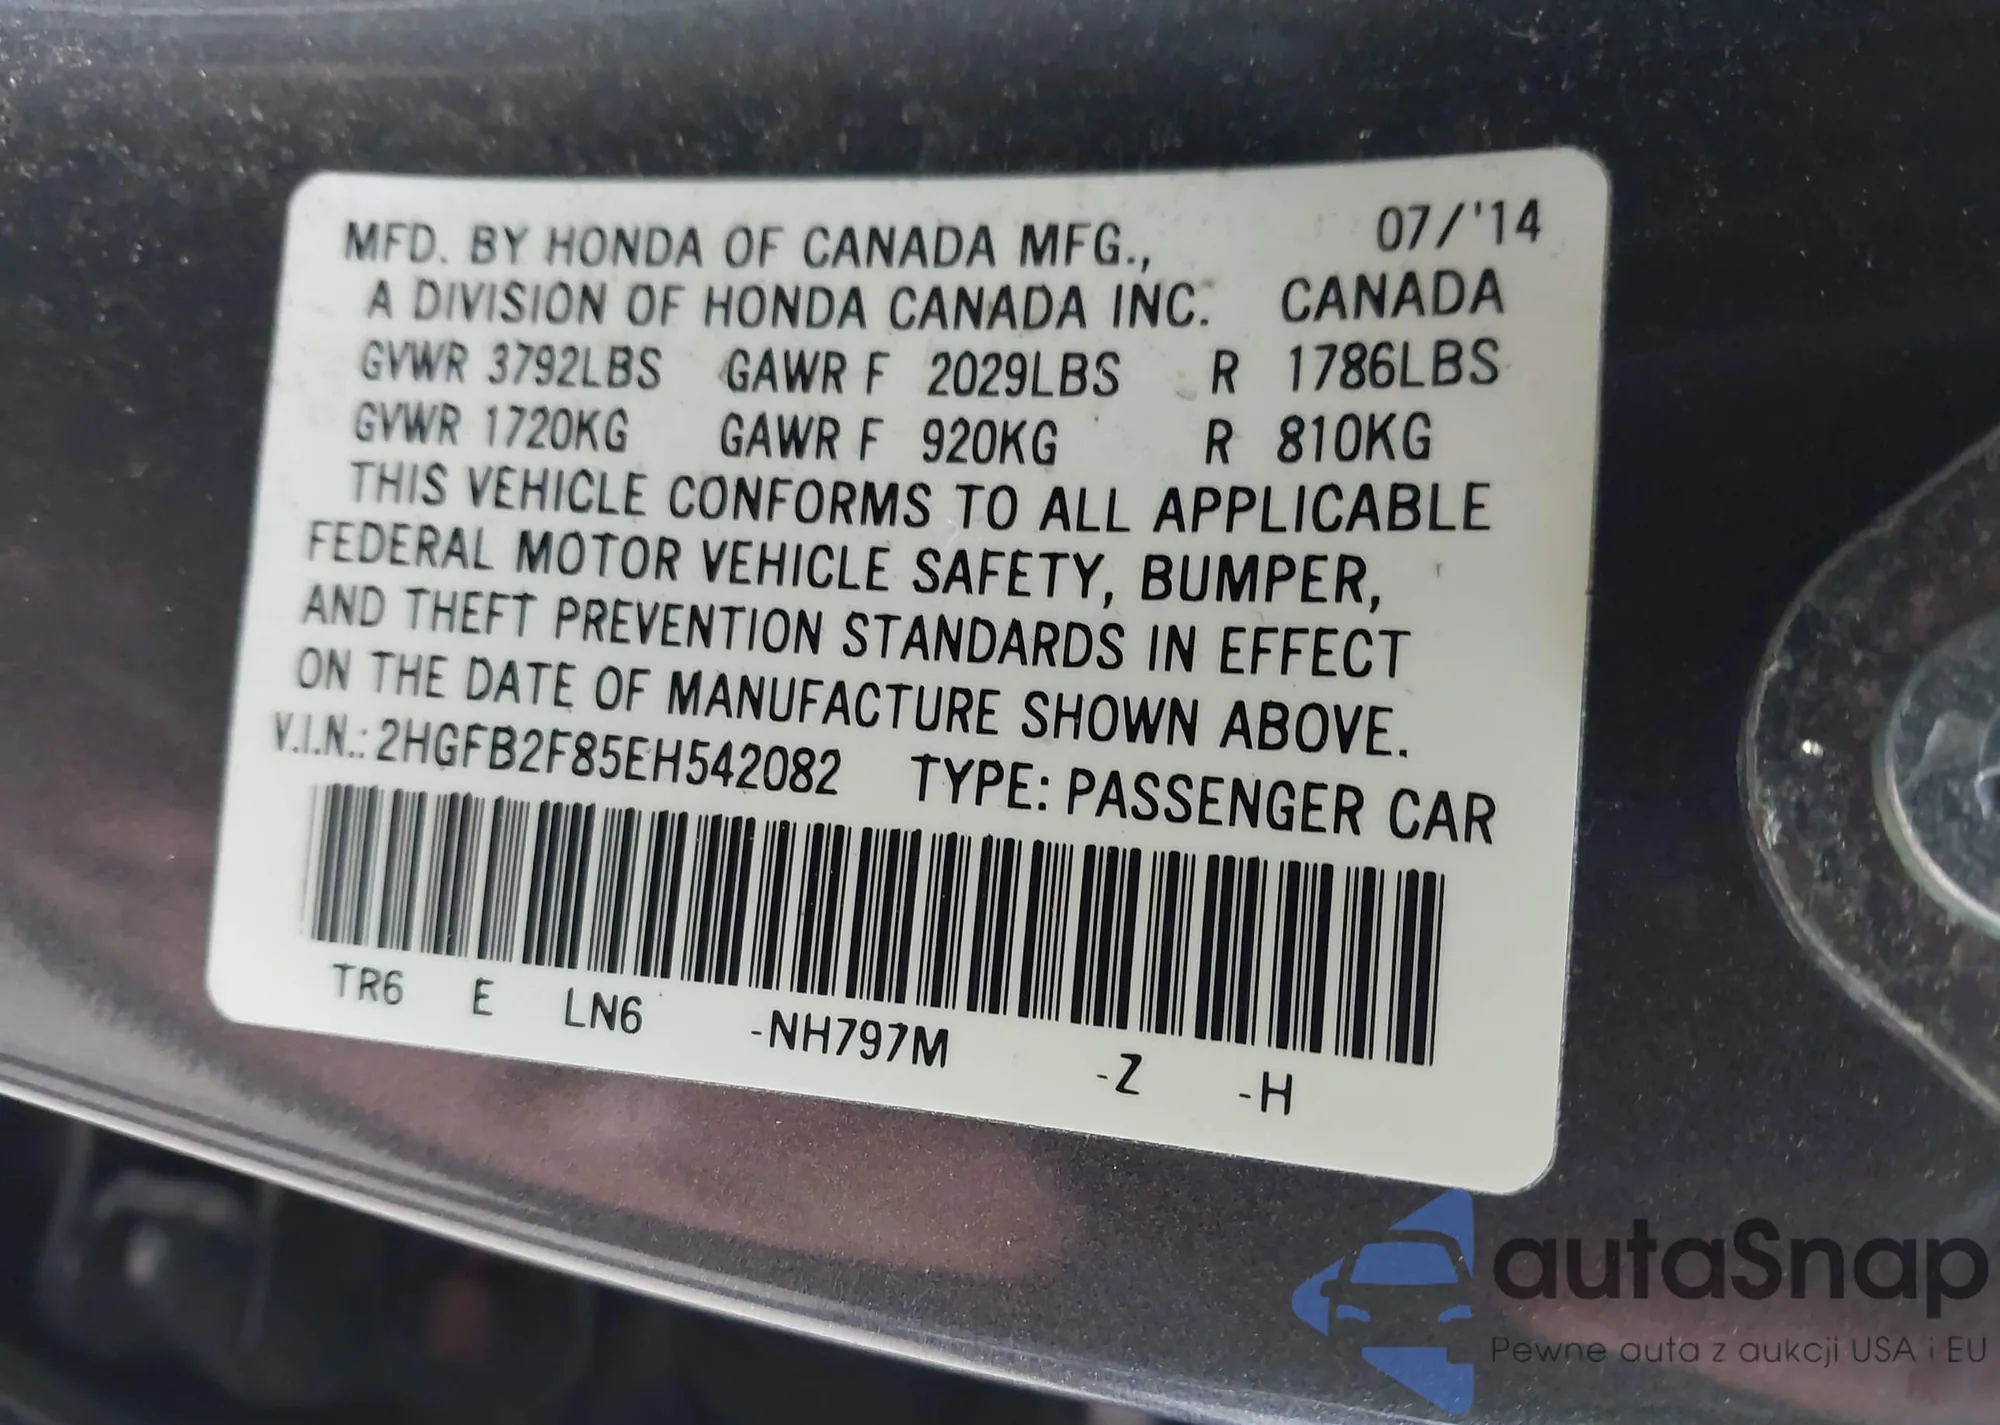 MFD. BY HONDA OF CANADA MFG., 07/'14
A DIVISION OF HONDA CANADA INC. CANADA
GVWR 3792LBS GAWR F 2029LBS R 1786LBS
GVWR 1720KG GAWR F 920KG R 810KG
THIS VEHICLE CONFORMS TO ALL APPLICABLE
FEDERAL MOTOR VEHICLE SAFETY, BUMPER,
AND THEFT PREVENTION STANDARDS IN EFFECT
ON THE DATE OF MANUFACTURE SHOWN ABOVE.
V.I.N.: 2HGFB2F85EH542082 TYPE: PASSENGER CAR
TR6 E LN6 -NH797M -Z -H
autaSnap
Pewne auta z aukcji USA i EU